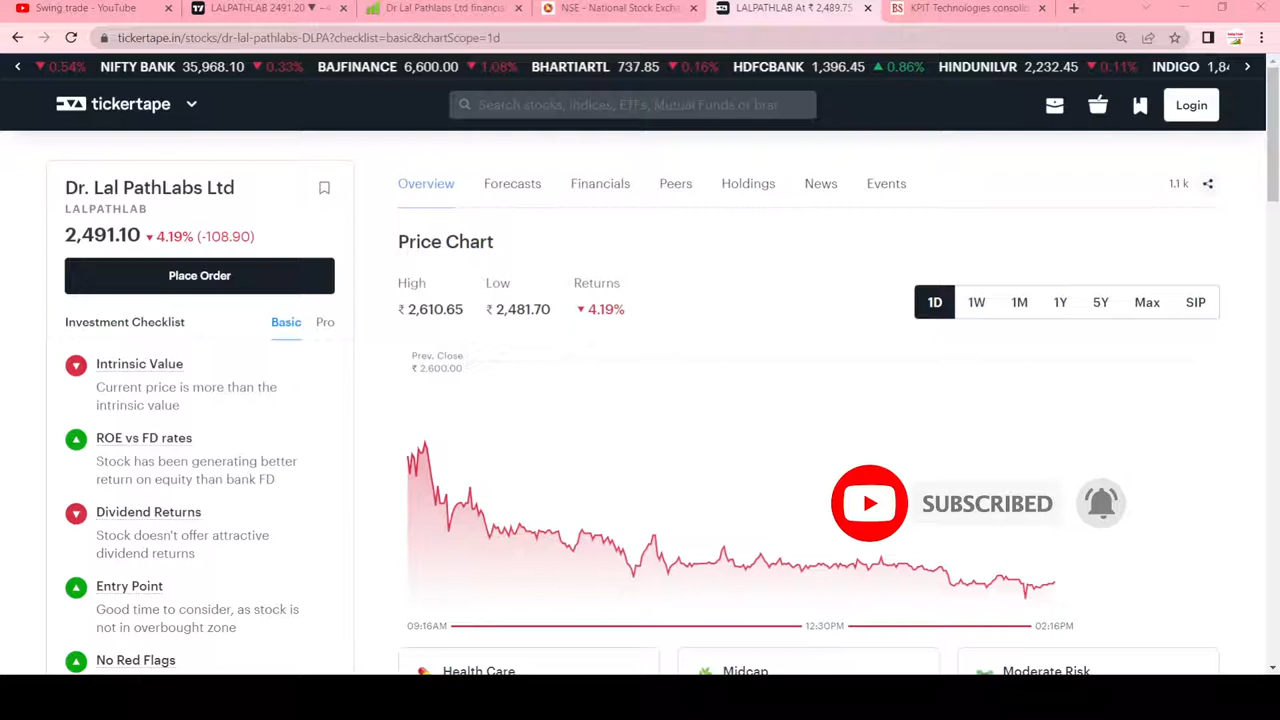 Swing trade - YouTube
LALPATHLAB 2491.20 ▼ −4
Dr Lal Pathlabs Ltd financial
NSE - National Stock Excha
LALPATHLAB At ₹ 2,489.75
KPIT Technologies consolid
tickertape.in/stocks/dr-lal-pathlabs-DLPA?checklist=basic&chartScope=1d
▼ 0.54% NIFTY BANK 35,968.10 ▼ 0.33% BAJFINANCE 6,600.00 ▼ 1.08% BHARTIARTL 737.85 ▼ 0.16% HDFCBANK 1,396.45 ▲ 0.86% HINDUNILVR 2,232.45 ▼ 0.11% INDIGO 1,84
tickertape
Search stocks, indices, ETFs, Mutual Funds or bran
Login
Dr. Lal PathLabs Ltd
LALPATHLAB
2,491.10 ▼ 4.19% (-108.90)
Place Order
Investment Checklist Basic Pro
Intrinsic Value
Current price is more than the
intrinsic value
ROE vs FD rates
Stock has been generating better
return on equity than bank FD
Dividend Returns
Stock doesn't offer attractive
dividend returns
Entry Point
Good time to consider, as stock is
not in overbought zone
No Red Flags
Overview Forecasts Financials Peers Holdings News Events
1.1 k
Price Chart
High Low Returns
₹ 2,610.65 ₹ 2,481.70 ▼ 4.19%
1D 1W 1M 1Y 5Y Max SIP
Prev. Close
₹ 2,600.00
SUBSCRIBED
09:16AM 12:30PM 02:16PM
Health Care Midcap Moderate Risk